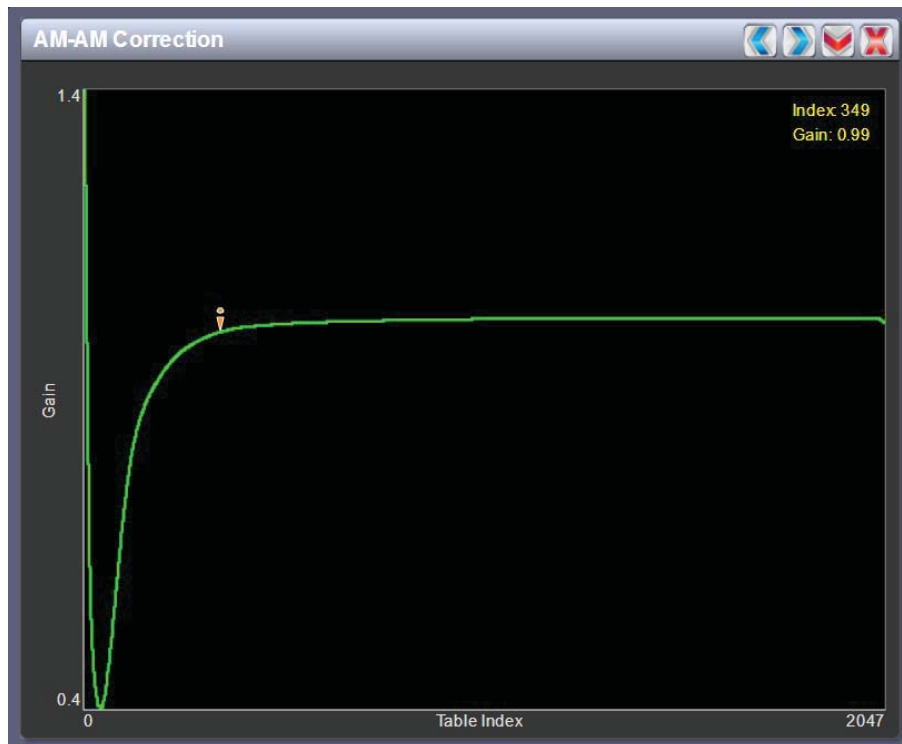 AM-AM Correction
1.4
Index: 349
Gain: 0.99
Gain
0.4
0
Table Index
2047